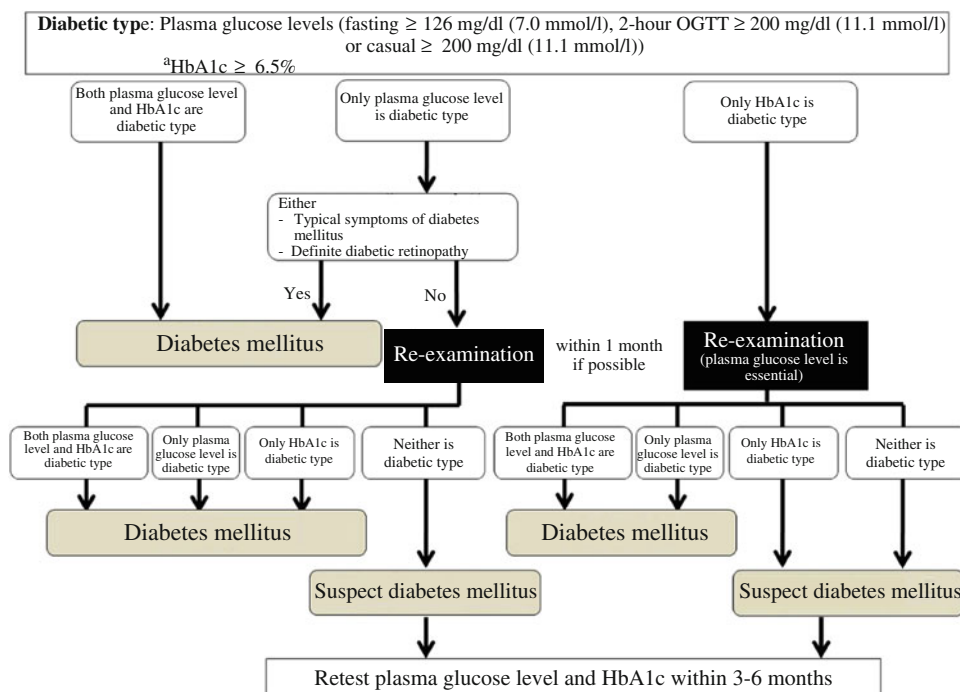 Diabetic type: Plasma glucose levels (fasting ≥ 126 mg/dl (7.0 mmol/l), 2-hour OGTT ≥ 200 mg/dl (11.1 mmol/l)
or casual ≥ 200 mg/dl (11.1 mmol/l))
aHbA1c ≥ 6.5%
Both plasma glucose level
and HbA1c are
diabetic type
Only plasma glucose level
is diabetic type
Only HbA1c is
diabetic type
Either
- Typical symptoms of diabetes
mellitus
- Definite diabetic retinopathy
Yes
No
Diabetes mellitus
Re-examination
within 1 month
if possible
Re-examination
(plasma glucose level is
essential)
Both plasma glucose
level and HbA1c are
diabetic type
Only plasma
glucose level is
diabetic type
Only HbA1c is
diabetic type
Neither is
diabetic type
Both plasma glucose
level and HbA1c are
diabetic type
Only plasma
glucose level is
diabetic type
Only HbA1c is
diabetic type
Neither is
diabetic type
Diabetes mellitus
Diabetes mellitus
Suspect diabetes mellitus
Suspect diabetes mellitus
Retest plasma glucose level and HbA1c within 3-6 months